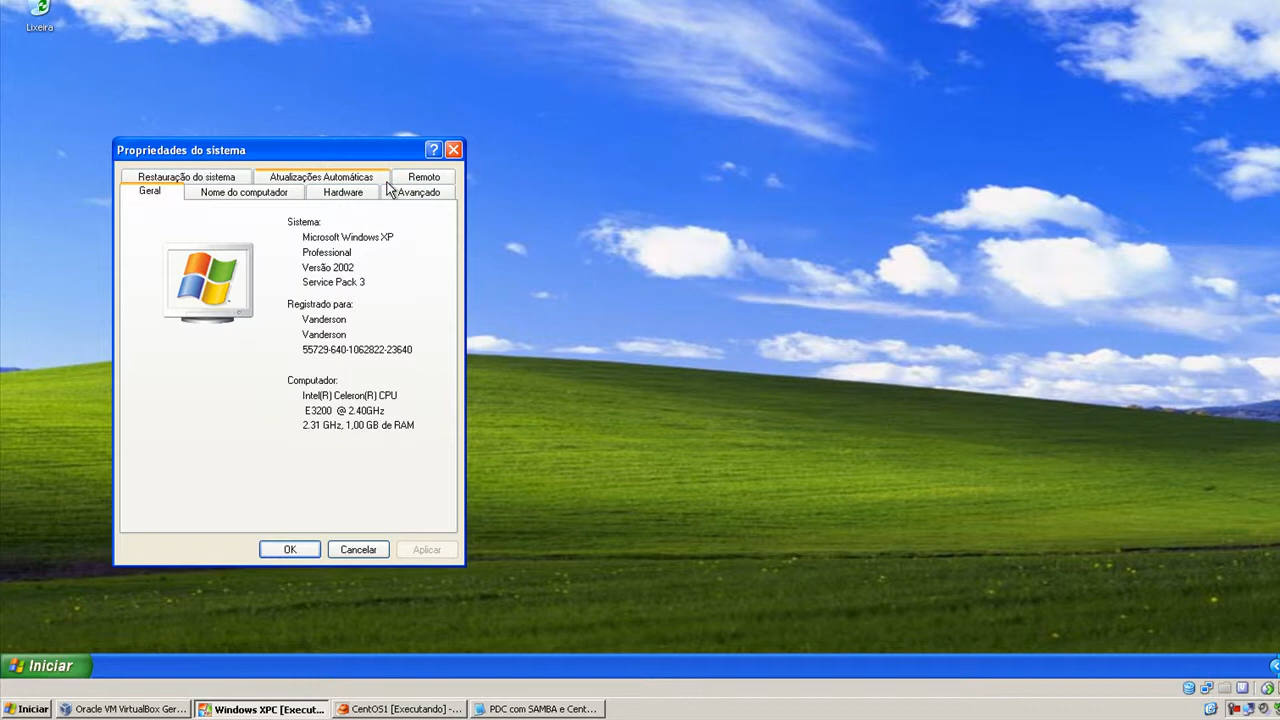 Lixeira
Propriedades do sistema
Restauração do sistema
Atualizações Automáticas
Remoto
Geral
Nome do computador
Hardware
Avançado
Sistema:
Microsoft Windows XP
Professional
Versão 2002
Service Pack 3
Registrado para:
Vanderson
Vanderson
55729-640-1062822-23640
Computador:
Intel(R) Celeron(R) CPU
E3200 @ 2.40GHz
2.31 GHz, 1,00 GB de RAM
OK
Cancelar
Aplicar
Iniciar
Iniciar
Oracle VM VirtualBox Ger...
Windows XPC [Execut...
CentOS1 [Executando] -...
PDC com SAMBA e Cent...